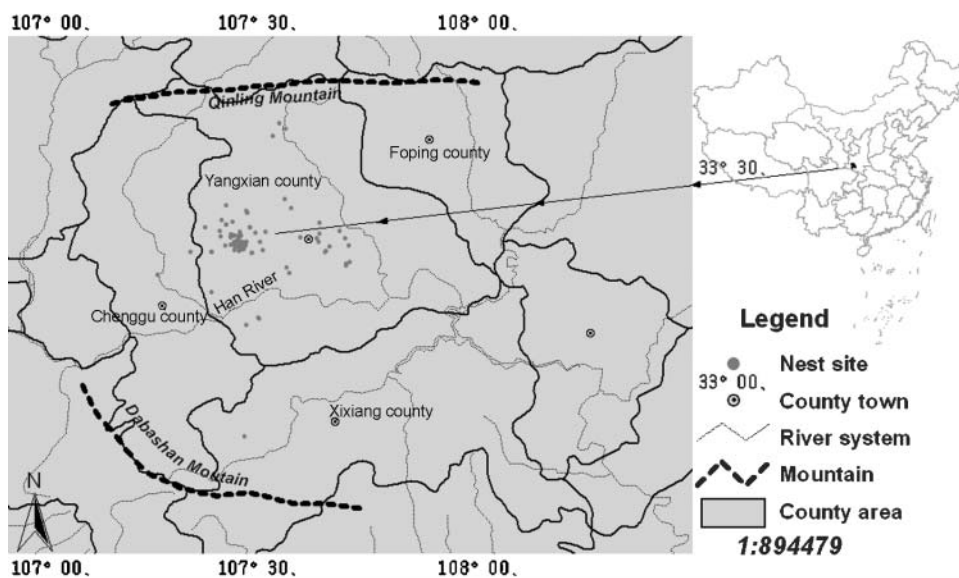 107° 00、 107° 30、 108° 00、
Qinling Mountain
Foping county
Yangxian county
33° 30、
Han River
Chenggu county
Legend
Nest site
33° 00、
County town
Xixiang county
River system
Dabashan Moutain
Mountain
N
County area
1:894479
107° 00、 107° 30、 108° 00、